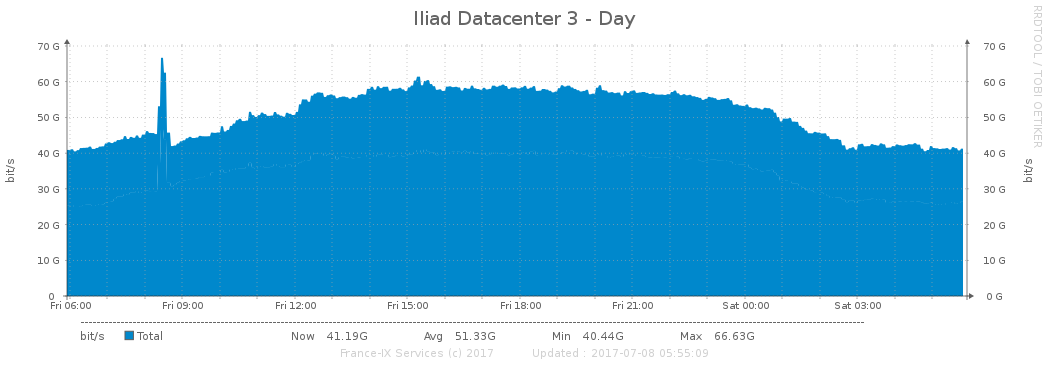 Iliad Datacenter 3 - Day
RRDTOOL / TOBI OETIKER
bit/s
70 G
60 G
50 G
40 G
30 G
20 G
10 G
0
70 G
60 G
50 G
40 G
30 G
20 G
10 G
0 G
bit/s
Fri 06:00 Fri 09:00 Fri 12:00 Fri 15:00 Fri 18:00 Fri 21:00 Sat 00:00 Sat 03:00
bit/s Total Now 41.19G Avg 51.33G Min 40.44G Max 66.63G
France-IX Services (c) 2017 Updated : 2017-07-08 05:55:09